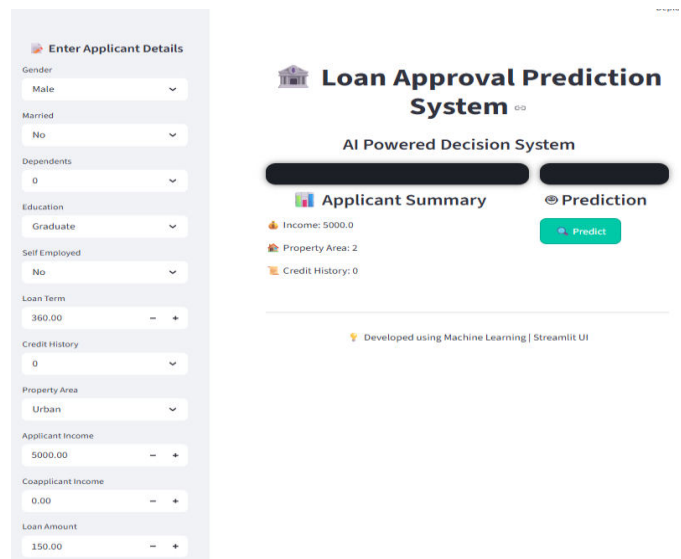 Enter Applicant Details
Gender
Male
Married
No
Dependents
0
Education
Graduate
Self Employed
No
Loan Term
360.00 - +
Credit History
0
Property Area
Urban
Applicant Income
5000.00 - +
Coapplicant Income
0.00 - +
Loan Amount
150.00 - +
Loan Approval Prediction
System
AI Powered Decision System
Applicant Summary
Income: 5000.0
Property Area: 2
Credit History: 0
Prediction
Predict
Developed using Machine Learning | Streamlit UI